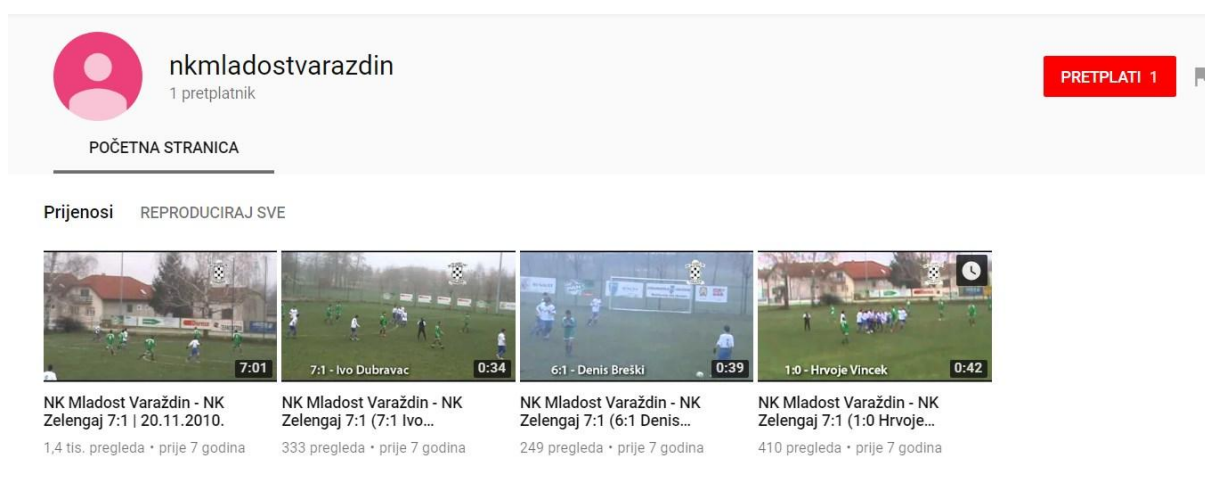 nkmladostvarazdin
1 pretplatnik
PRETPLATI 1
POČETNA STRANICA
Prijenosi REPRODUCIRAJ SVE
7:01
7:1 - Ivo Dubravac 0:34
6:1 - Denis Breški 0:39
1:0 - Hrvoje Vincek 0:42
NK Mladost Varaždin - NK
Zelengaj 7:1 | 20.11.2010.
1,4 tis. pregleda • prije 7 godina
NK Mladost Varaždin - NK
Zelengaj 7:1 (7:1 Ivo...
333 pregleda • prije 7 godina
NK Mladost Varaždin - NK
Zelengaj 7:1 (6:1 Denis...
249 pregleda • prije 7 godina
NK Mladost Varaždin - NK
Zelengaj 7:1 (1:0 Hrvoje...
410 pregleda • prije 7 godina